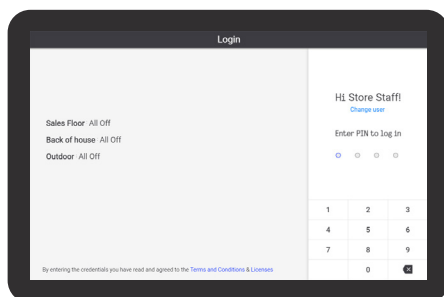 Login
Sales Floor All Off
Back of house All Off
Outdoor All Off
By entering the credentials you have read and agreed to the Terms and Conditions & Licenses
Hi Store Staff!
Change user
Enter PIN to log in
1 2 3
4 5 6
7 8 9
0